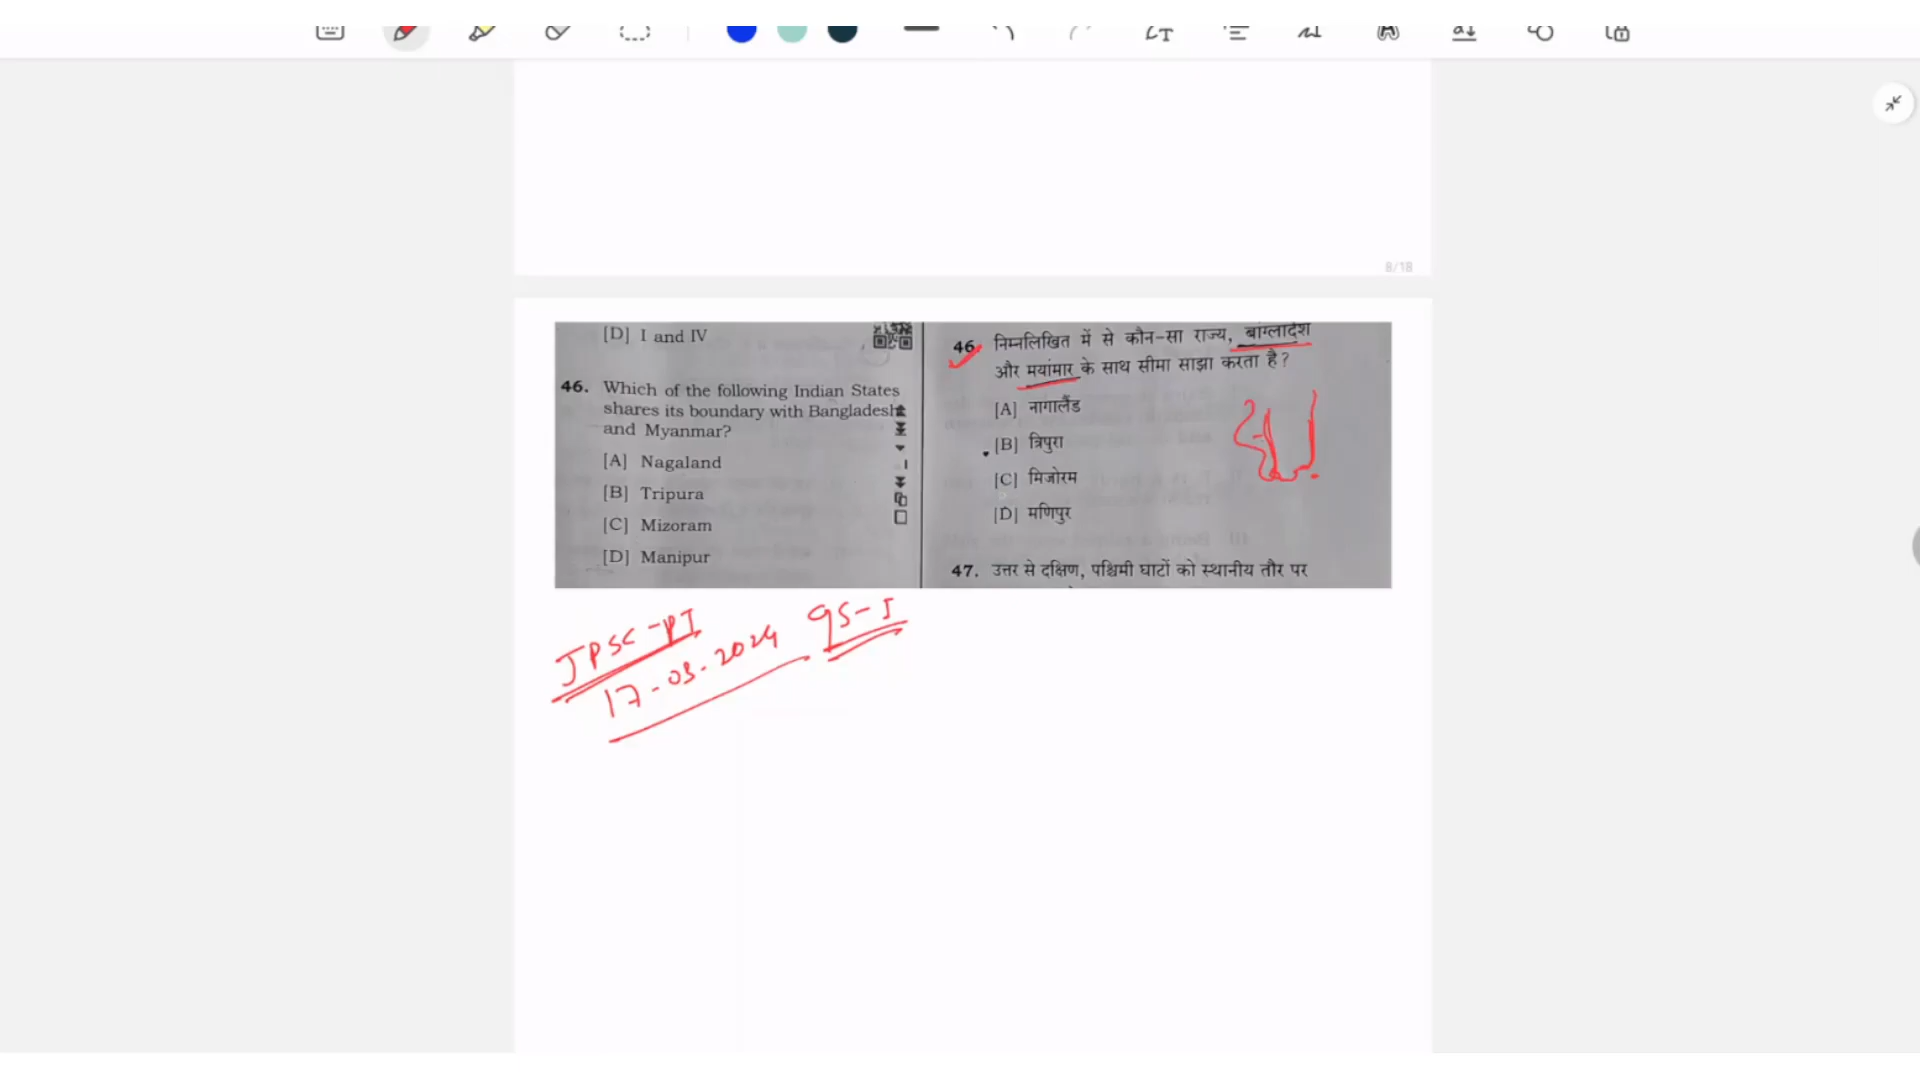 8/18
[D] I and IV
46. Which of the following Indian States
shares its boundary with Bangladesh
and Myanmar?
[A] Nagaland
[B] Tripura
[C] Mizoram
[D] Manipur
46. निम्नलिखित में से कौन-सा राज्य, बांग्लादेश
और मयांमार के साथ सीमा साझा करता है?
[A] नागालैंड
[B] त्रिपुरा
[C] मिजोरम
[D] मणिपुर
47. उत्तर से दक्षिण, पश्चिमी घाटों को स्थानीय तौर पर
JPSC-PT
17-03-2024 GS-I